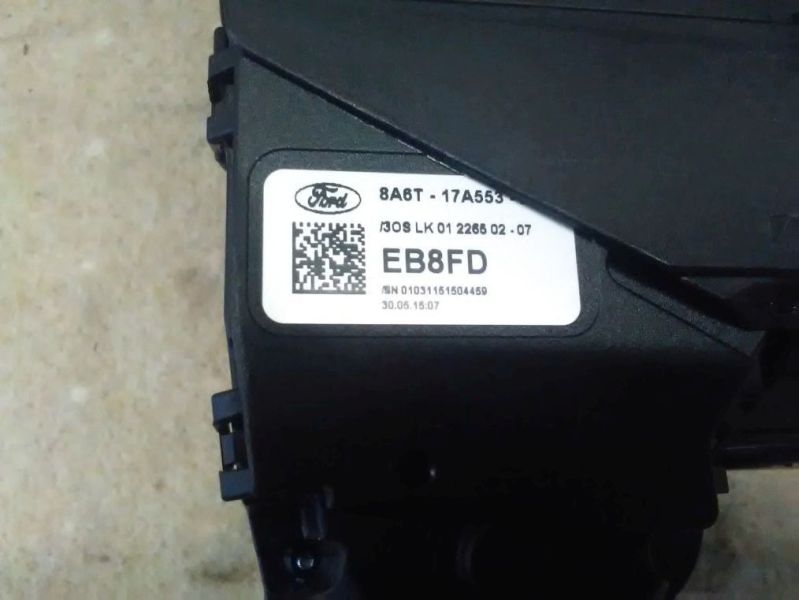 Ford
8A6T - 17A553 -
/3OS LK 01 2265 02 - 07
EB8FD
/SN 01031151504459
30.05.15:07